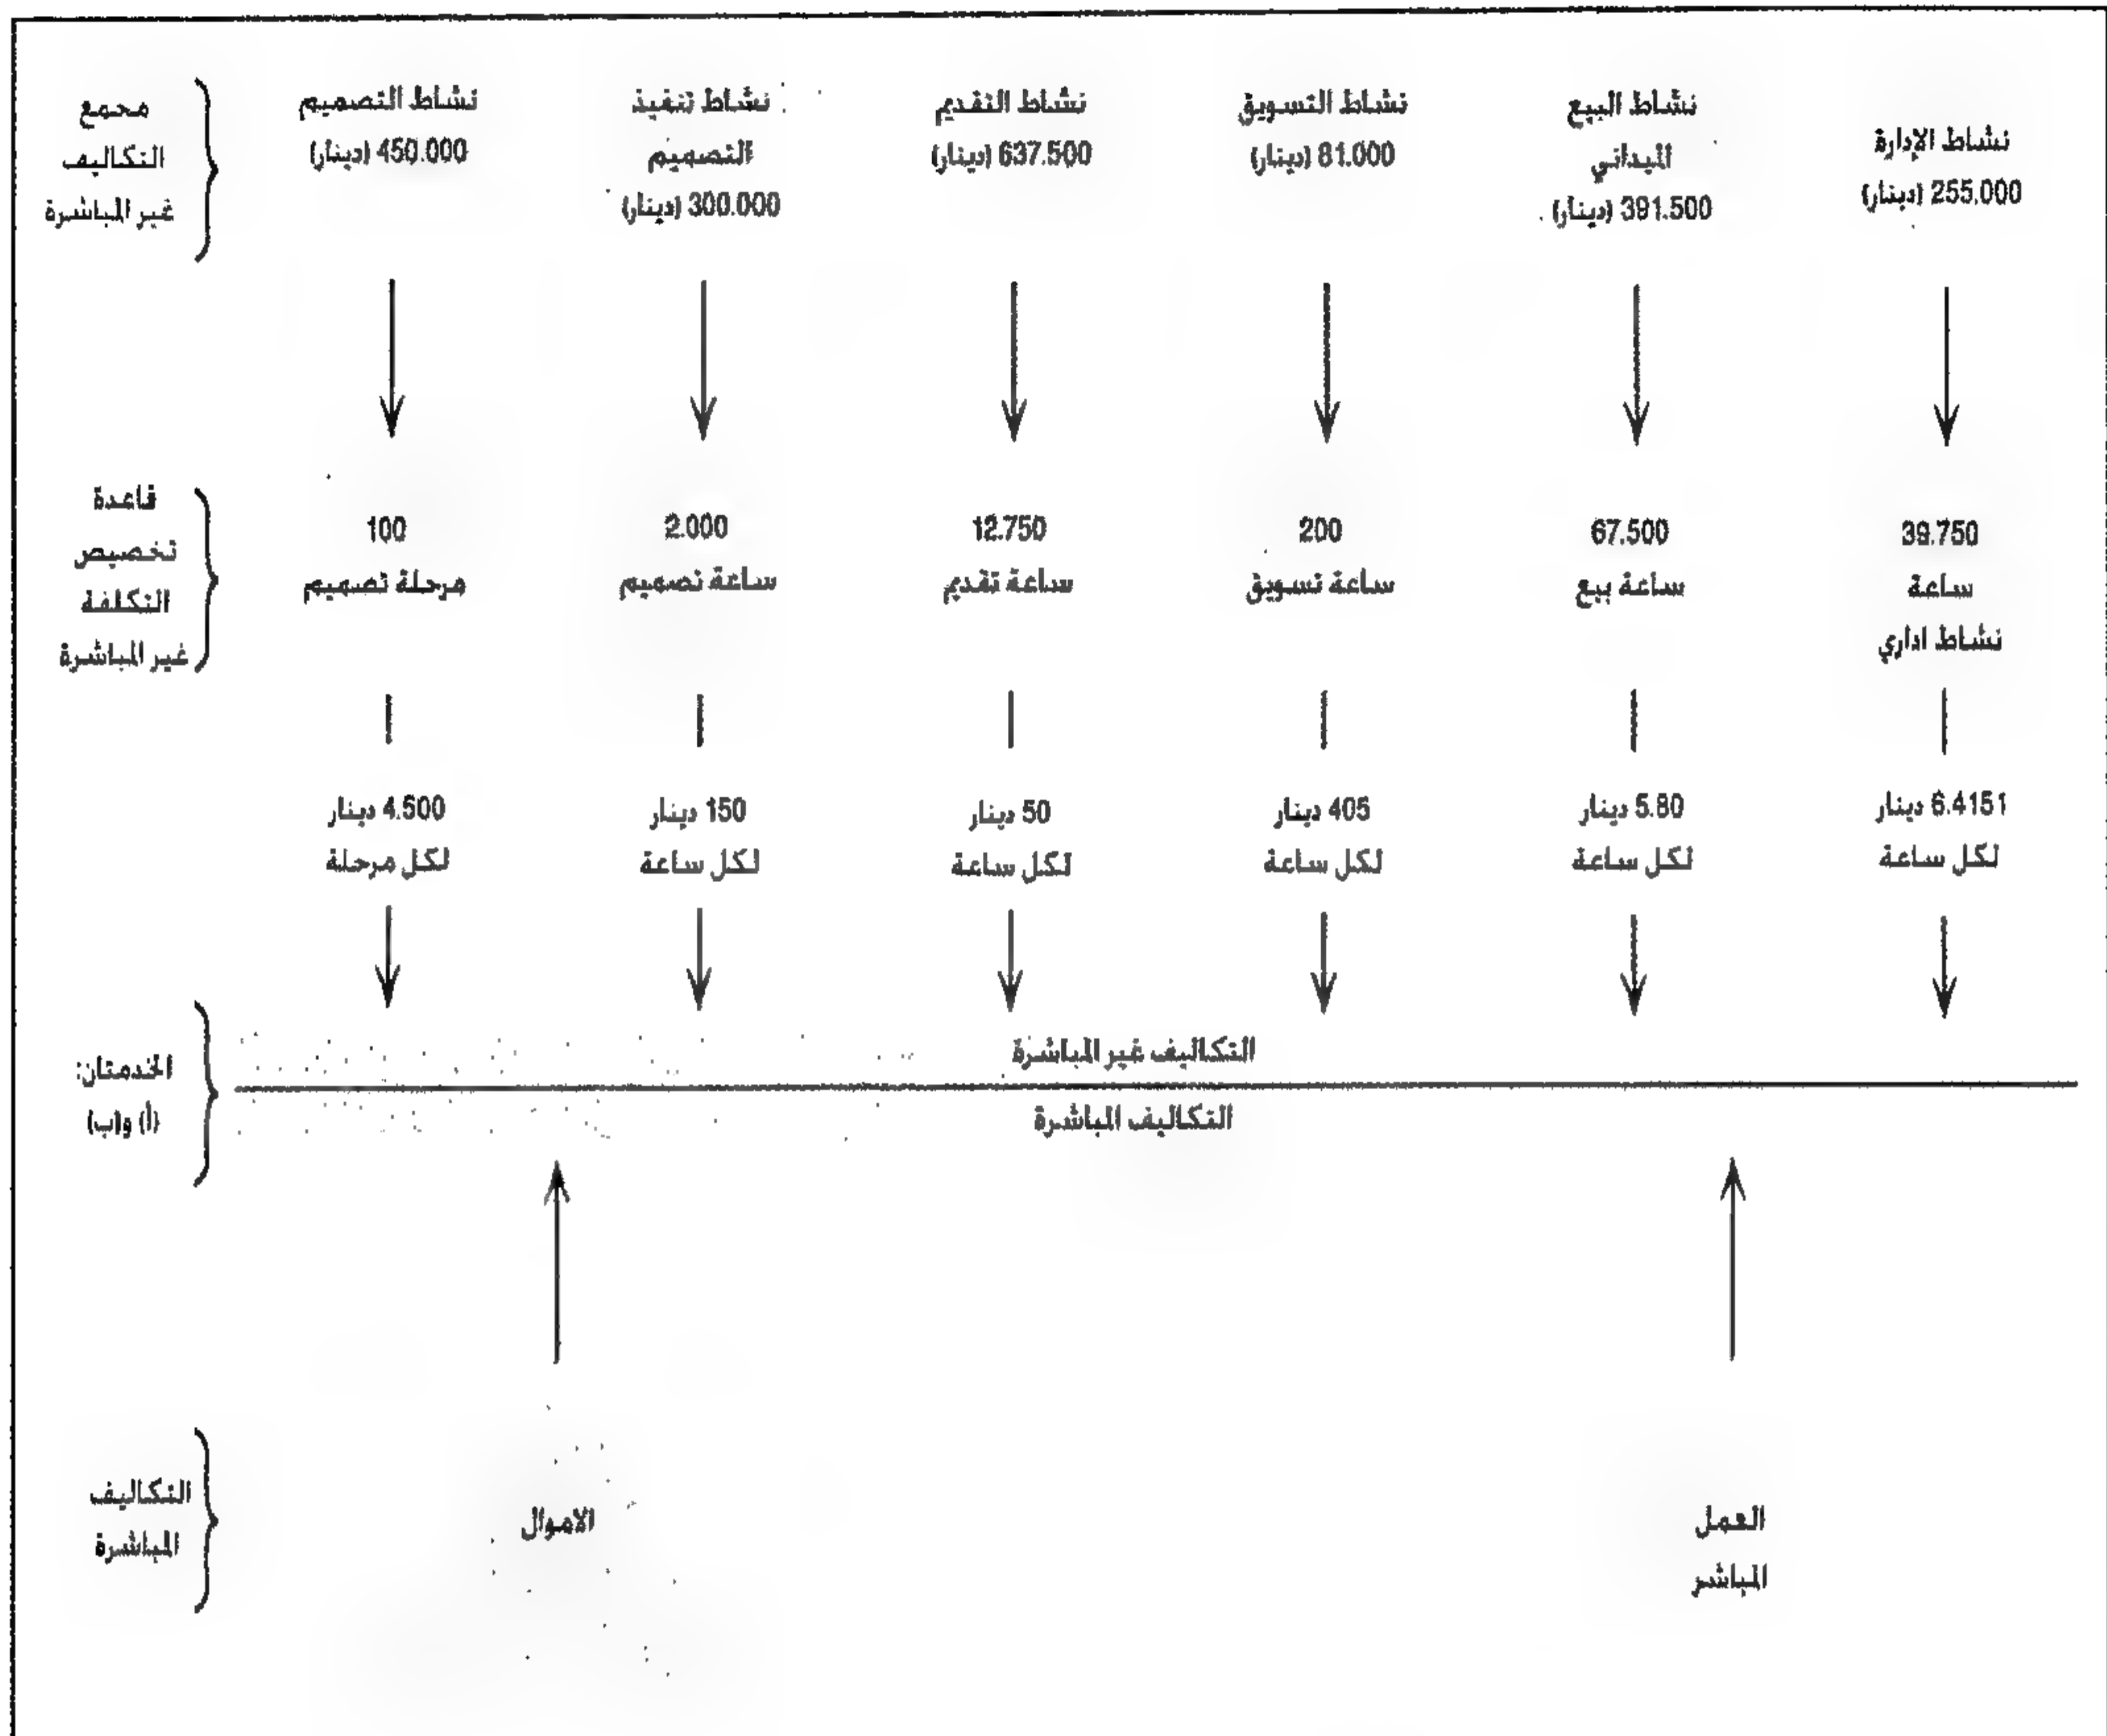 مجمع
التكاليف
غير المباشرة
نشاط التصميم
450.000 (دينار)
نشاط تنفيذ
التصميم
300.000 (دينار)
نشاط التقديم
637.500 (دينار)
نشاط التسويق
81.000 (دينار)
نشاط البيع
الميداني
391.500 (دينار)
نشاط الإدارة
255.000 (دينار)
قاعدة
تخصيص
التكلفة
غير المباشرة
100
مرحلة تصميم
2.000
ساعة تصميم
12.750
ساعة تقديم
200
ساعة تسويق
67.500
ساعة بيع
39.750
ساعة
نشاط اداري
4.500 دينار
لكل مرحلة
150 دينار
لكل ساعة
50 دينار
لكل ساعة
405 دينار
لكل ساعة
5.80 دينار
لكل ساعة
6.4151 دينار
لكل ساعة
الخدمتان:
(أ) و(ب)
التكاليف غير المباشرة
التكاليف المباشرة
التكاليف
المباشرة
الاموال
العمل
المباشر